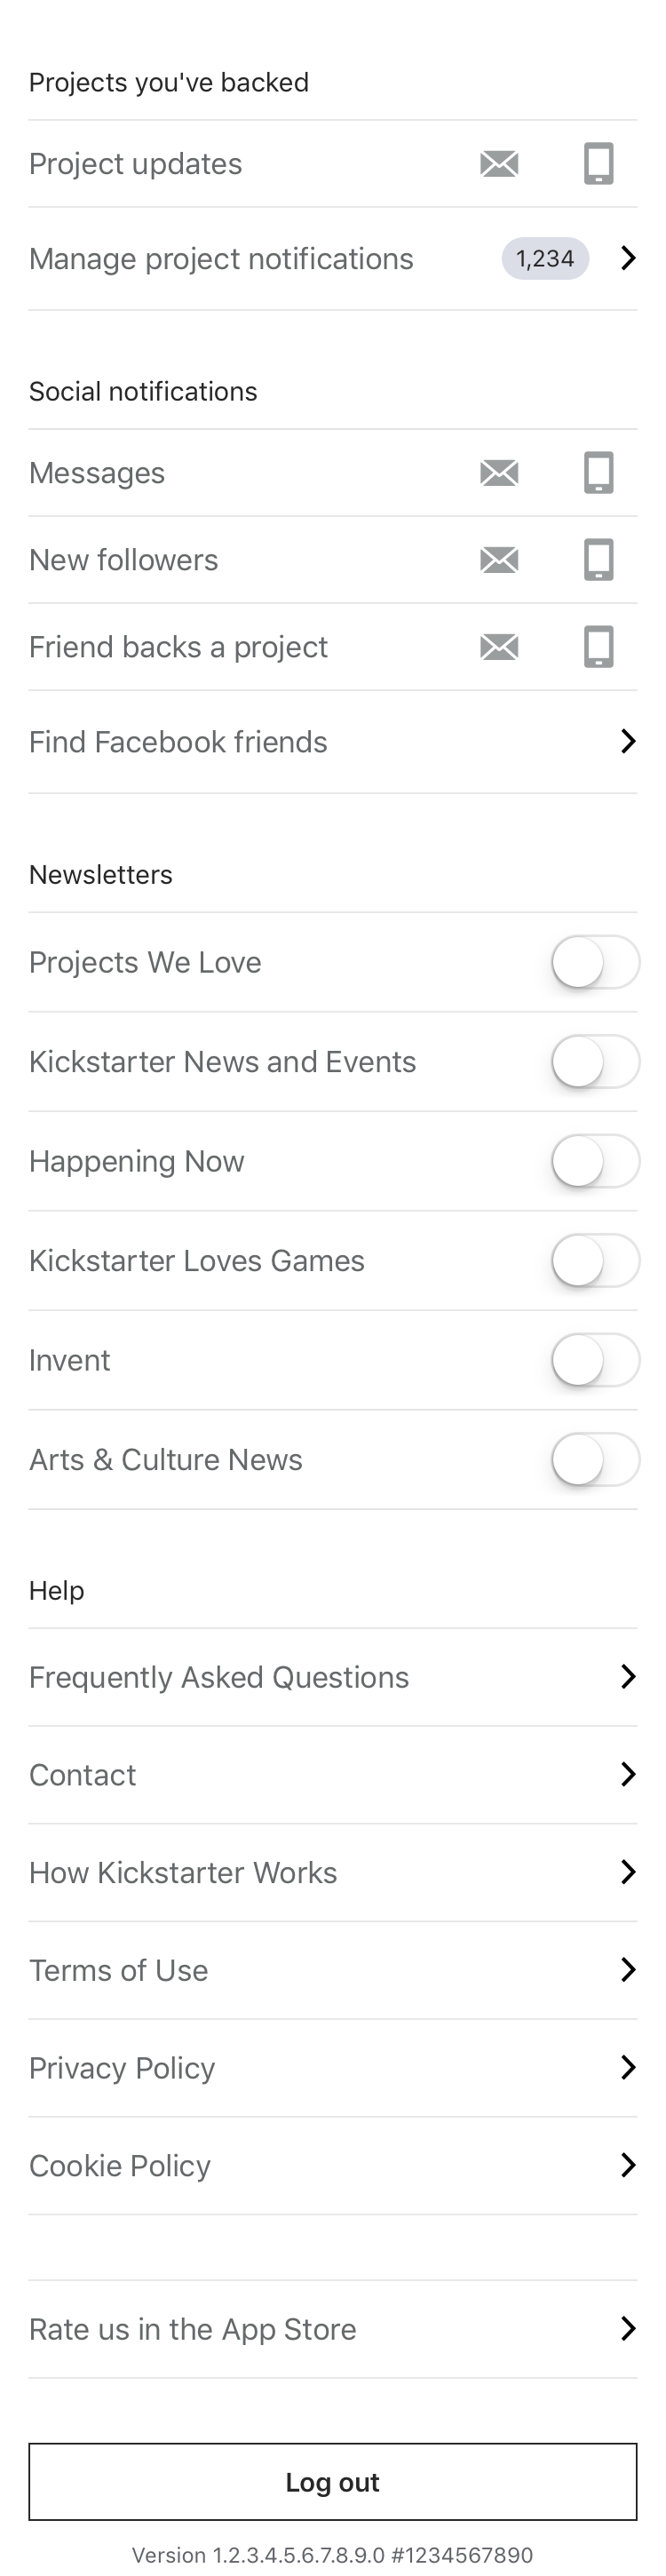 Projects you've backed
Project updates
Manage project notifications 1,234
Social notifications
Messages
New followers
Friend backs a project
Find Facebook friends
Newsletters
Projects We Love
Kickstarter News and Events
Happening Now
Kickstarter Loves Games
Invent
Arts & Culture News
Help
Frequently Asked Questions
Contact
How Kickstarter Works
Terms of Use
Privacy Policy
Cookie Policy
Rate us in the App Store
Log out
Version 1.2.3.4.5.6.7.8.9.0 #1234567890